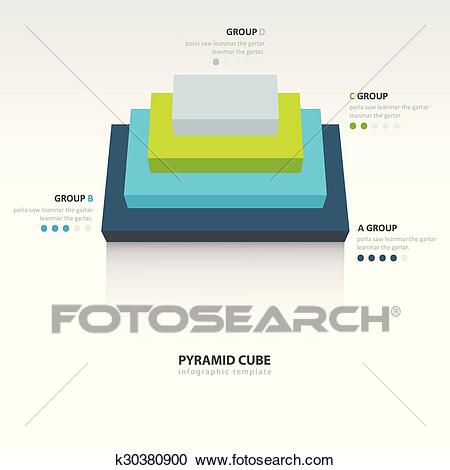 GROUP D
porla saw leanmar the gartar
leanmar the gartar.
C GROUP
porla saw leanmar the gartar.
leanmar the gartar.
GROUP B
porla saw leanmar the gartar
leanmar the gartar.
A GROUP
porla saw leanmar the gartar
leanmar the gartar.
FOTOSEARCH®
PYRAMID CUBE
infographic template
k30380900 www.fotosearch.com